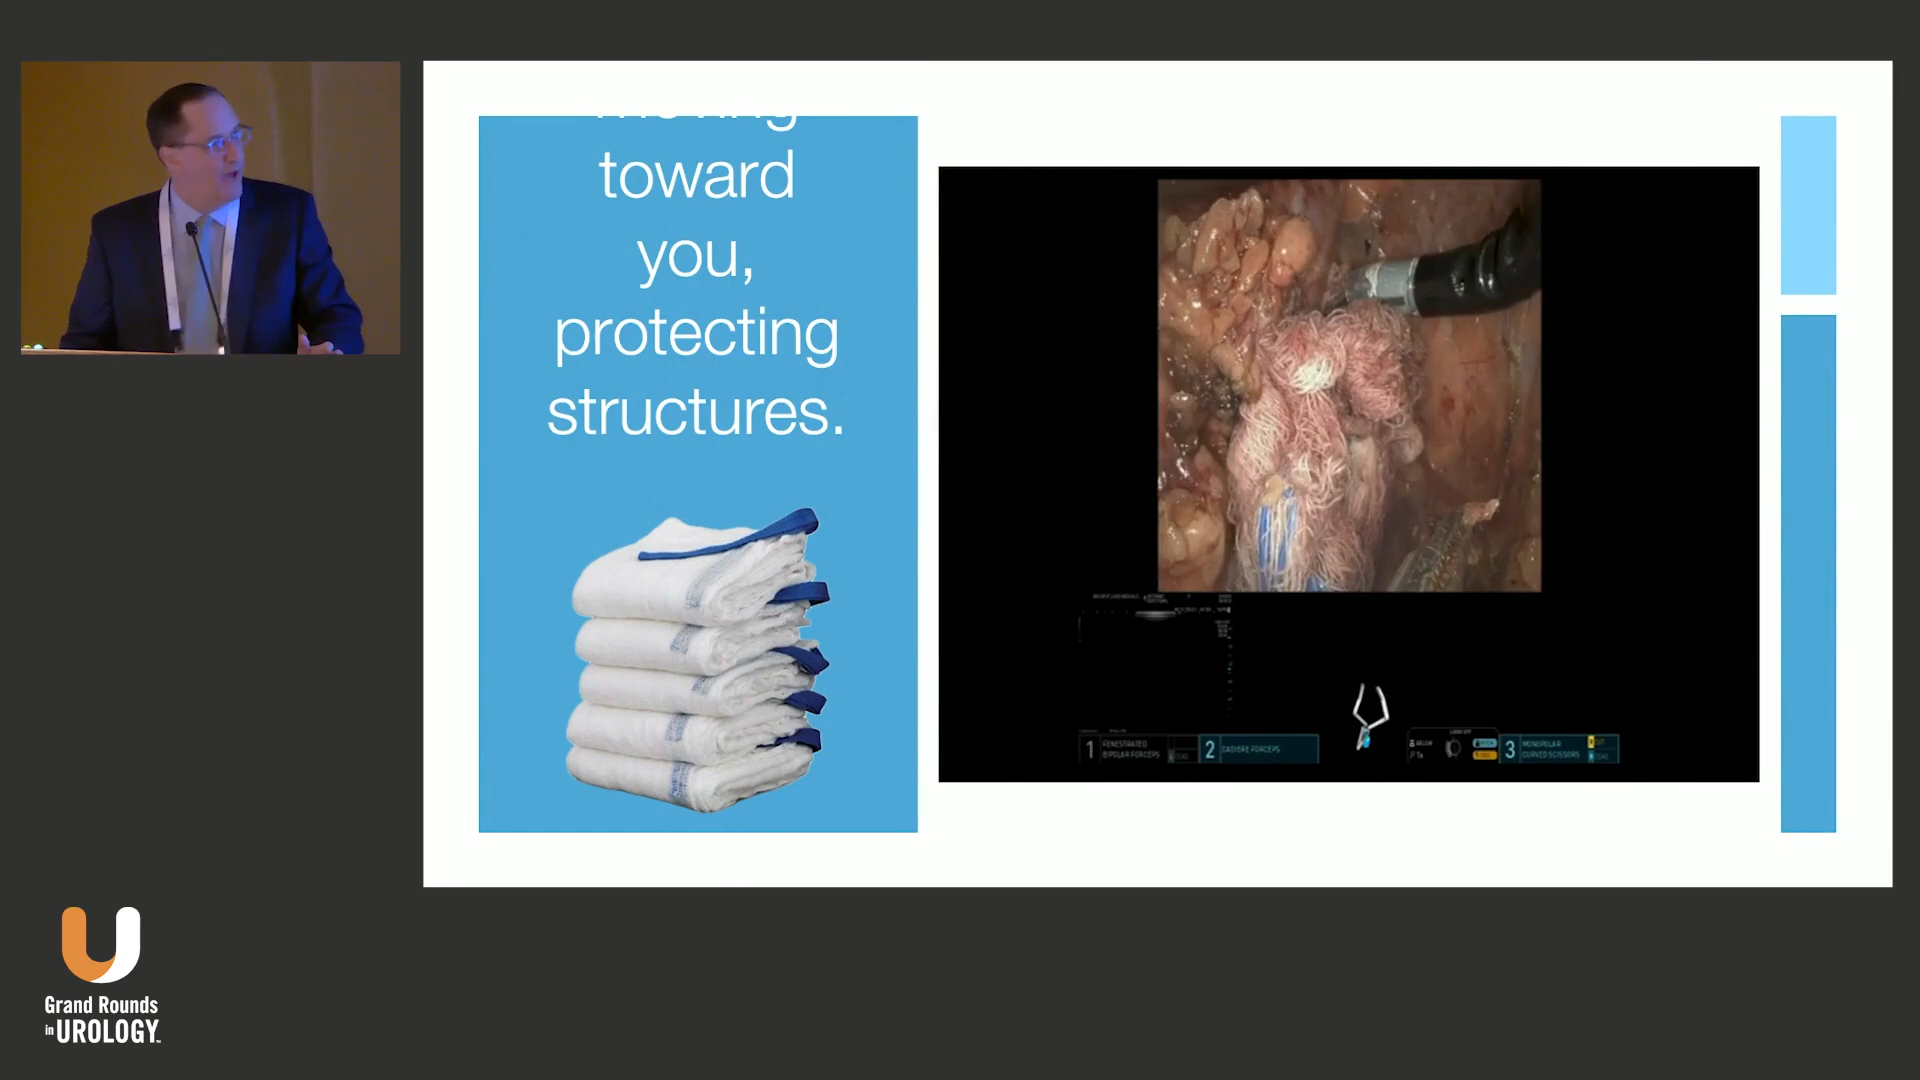 moving
toward
you,
protecting
structures.
1 FENESTRATED
BIPOLAR FORCEPS
2 CADIERE FORCEPS
3 MONOPOLAR
CURVED SCISSORS
U
Grand Rounds
in UROLOGY